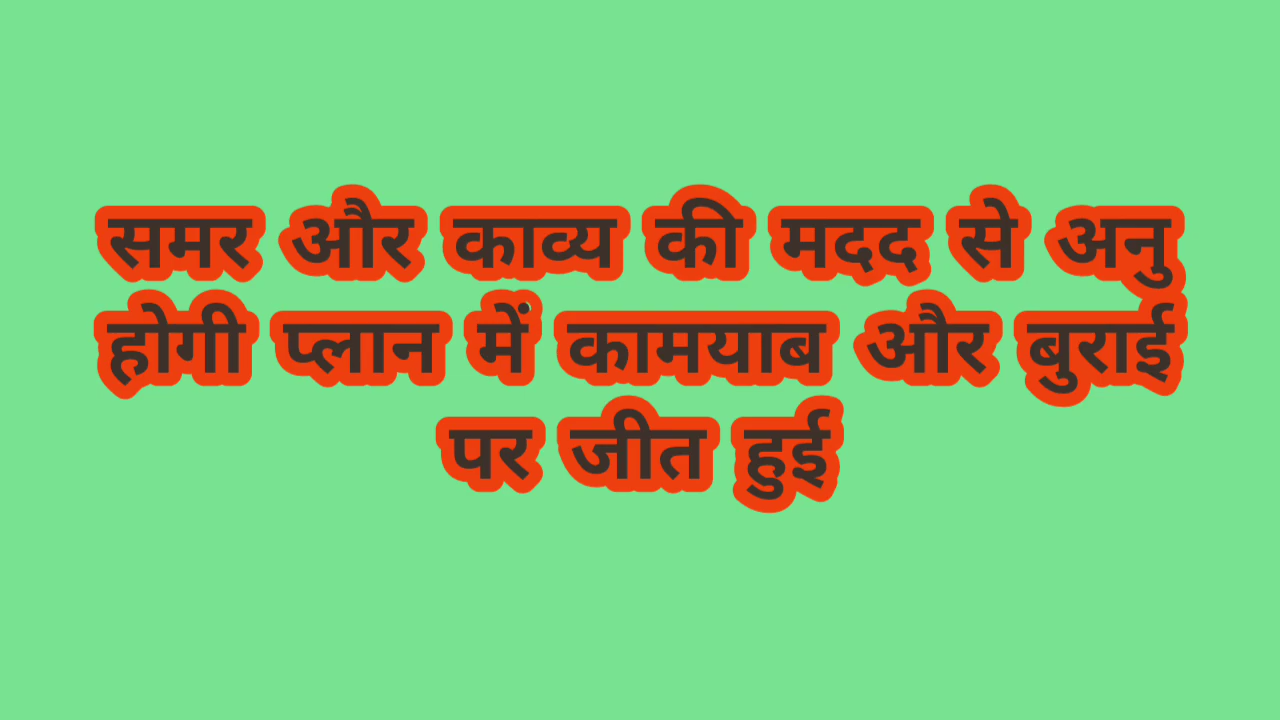 समर और काव्य की मदद से अनु
होगी प्लान में कामयाब और बुराई
पर जीत हुई